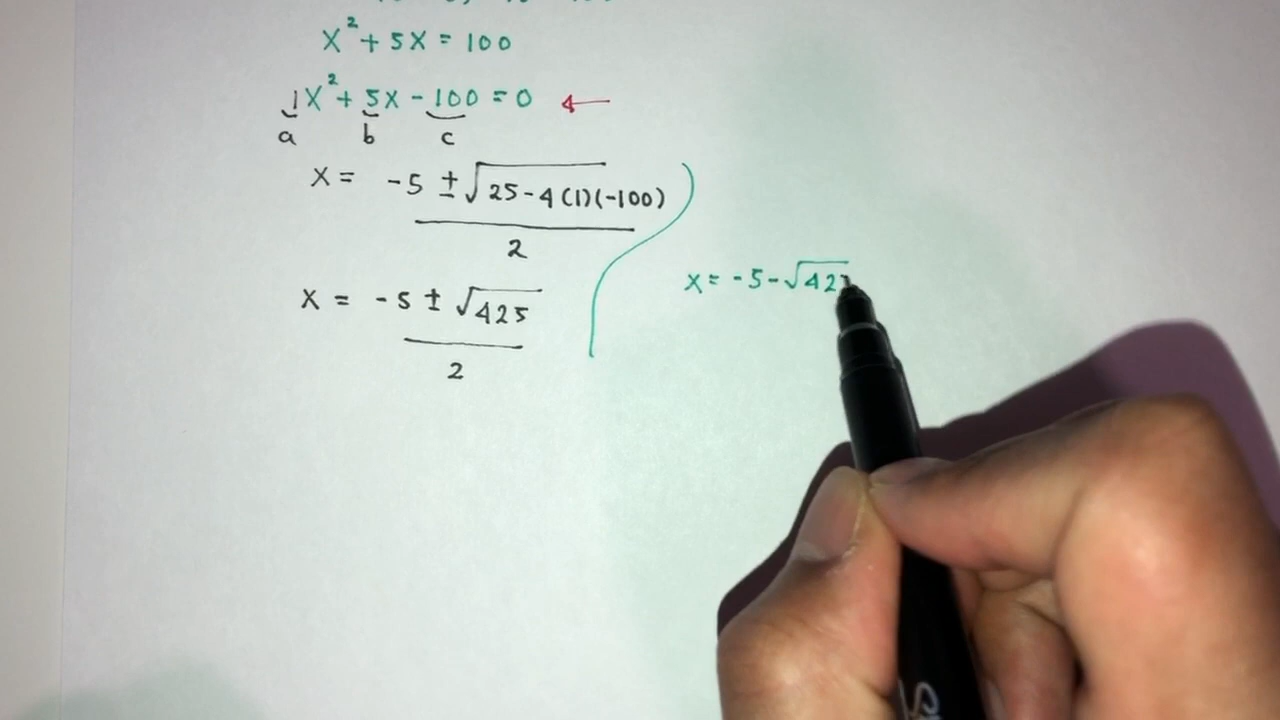 x² + 5x = 100
1x² + 5x - 100 = 0 ←
a b c
x = -5 ± √25 - 4(1)(-100)
2
x = -5 ± √425
2
x = -5 - √42